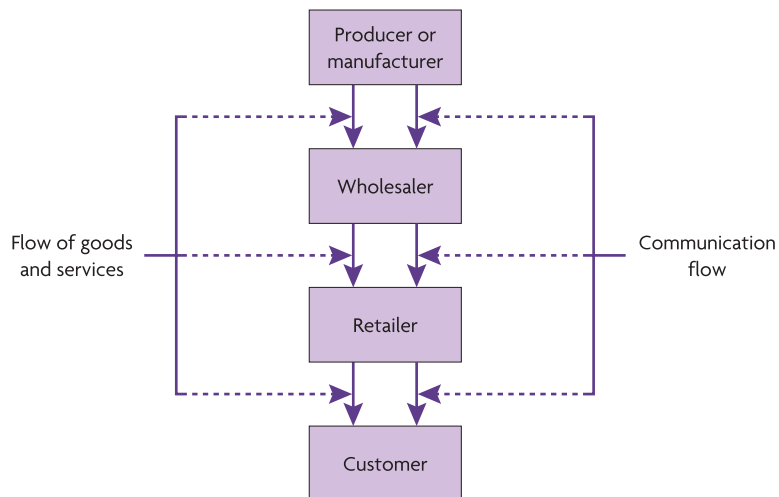 Producer or
manufacturer
Wholesaler
Flow of goods
and services
Communication
flow
Retailer
Customer